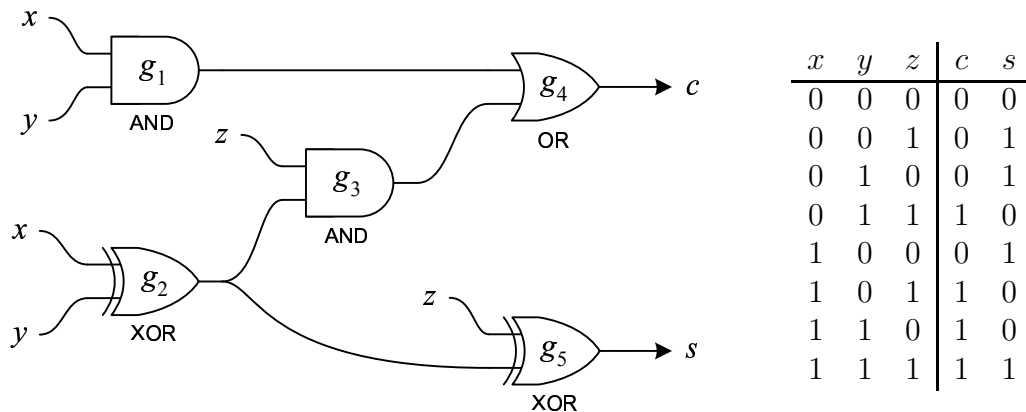 x
g1
y
AND
z
g3
AND
g4
OR
c
x
g2
y
XOR
z
g5
XOR
s
x y z c s
0 0 0 0 0
0 0 1 0 1
0 1 0 0 1
0 1 1 1 0
1 0 0 0 1
1 0 1 1 0
1 1 0 1 0
1 1 1 1 1